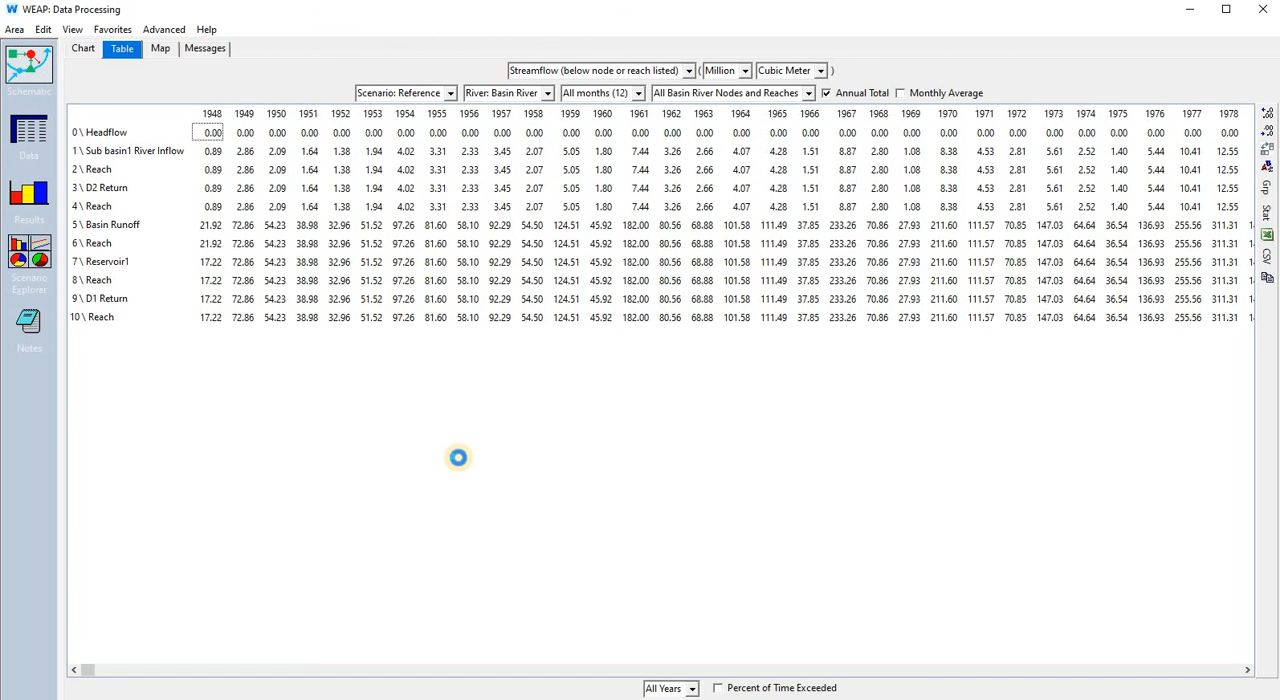 WEAP: Data Processing
Area Edit View Favorites Advanced Help
Chart Table Map Messages
Streamflow (below node or reach listed) ( Million Cubic Meter )
Scenario: Reference River: Basin River All months (12) All Basin River Nodes and Reaches Annual Total Monthly Average
1948 1949 1950 1951 1952 1953 1954 1955 1956 1957 1958 1959 1960 1961 1962 1963 1964 1965 1966 1967 1968 1969 1970 1971 1972 1973 1974 1975 1976 1977 1978
0 \ Headflow 0.00 0.00 0.00 0.00 0.00 0.00 0.00 0.00 0.00 0.00 0.00 0.00 0.00 0.00 0.00 0.00 0.00 0.00 0.00 0.00 0.00 0.00 0.00 0.00 0.00 0.00 0.00 0.00 0.00 0.00 0.00
1 \ Sub basin1 River Inflow 0.89 2.86 2.09 1.64 1.38 1.94 4.02 3.31 2.33 3.45 2.07 5.05 1.80 7.44 3.26 2.66 4.07 4.28 1.51 8.87 2.80 1.08 8.38 4.53 2.81 5.61 2.52 1.40 5.44 10.41 12.55
2 \ Reach 0.89 2.86 2.09 1.64 1.38 1.94 4.02 3.31 2.33 3.45 2.07 5.05 1.80 7.44 3.26 2.66 4.07 4.28 1.51 8.87 2.80 1.08 8.38 4.53 2.81 5.61 2.52 1.40 5.44 10.41 12.55
3 \ D2 Return 0.89 2.86 2.09 1.64 1.38 1.94 4.02 3.31 2.33 3.45 2.07 5.05 1.80 7.44 3.26 2.66 4.07 4.28 1.51 8.87 2.80 1.08 8.38 4.53 2.81 5.61 2.52 1.40 5.44 10.41 12.55
4 \ Reach 0.89 2.86 2.09 1.64 1.38 1.94 4.02 3.31 2.33 3.45 2.07 5.05 1.80 7.44 3.26 2.66 4.07 4.28 1.51 8.87 2.80 1.08 8.38 4.53 2.81 5.61 2.52 1.40 5.44 10.41 12.55
5 \ Basin Runoff 21.92 72.86 54.23 38.98 32.96 51.52 97.26 81.60 58.10 92.29 54.50 124.51 45.92 182.00 80.56 68.88 101.58 111.49 37.85 233.26 70.86 27.93 211.60 111.57 70.85 147.03 64.64 36.54 136.93 255.56 311.31
6 \ Reach 21.92 72.86 54.23 38.98 32.96 51.52 97.26 81.60 58.10 92.29 54.50 124.51 45.92 182.00 80.56 68.88 101.58 111.49 37.85 233.26 70.86 27.93 211.60 111.57 70.85 147.03 64.64 36.54 136.93 255.56 311.31
7 \ Reservoir1 17.22 72.86 54.23 38.98 32.96 51.52 97.26 81.60 58.10 92.29 54.50 124.51 45.92 182.00 80.56 68.88 101.58 111.49 37.85 233.26 70.86 27.93 211.60 111.57 70.85 147.03 64.64 36.54 136.93 255.56 311.31
8 \ Reach 17.22 72.86 54.23 38.98 32.96 51.52 97.26 81.60 58.10 92.29 54.50 124.51 45.92 182.00 80.56 68.88 101.58 111.49 37.85 233.26 70.86 27.93 211.60 111.57 70.85 147.03 64.64 36.54 136.93 255.56 311.31
9 \ D1 Return 17.22 72.86 54.23 38.98 32.96 51.52 97.26 81.60 58.10 92.29 54.50 124.51 45.92 182.00 80.56 68.88 101.58 111.49 37.85 233.26 70.86 27.93 211.60 111.57 70.85 147.03 64.64 36.54 136.93 255.56 311.31
10 \ Reach 17.22 72.86 54.23 38.98 32.96 51.52 97.26 81.60 58.10 92.29 54.50 124.51 45.92 182.00 80.56 68.88 101.58 111.49 37.85 233.26 70.86 27.93 211.60 111.57 70.85 147.03 64.64 36.54 136.93 255.56 311.31
Schematic
Data
Results
Scenario
Explorer
Notes
Grp
Stat
CSV
All Years Percent of Time Exceeded